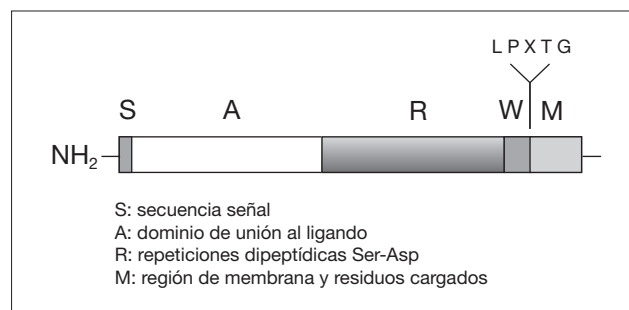 L P X T G
S A R W M
NH₂
S: secuencia señal
A: dominio de unión al ligando
R: repeticiones dipeptídicas Ser-Asp
M: región de membrana y residuos cargados